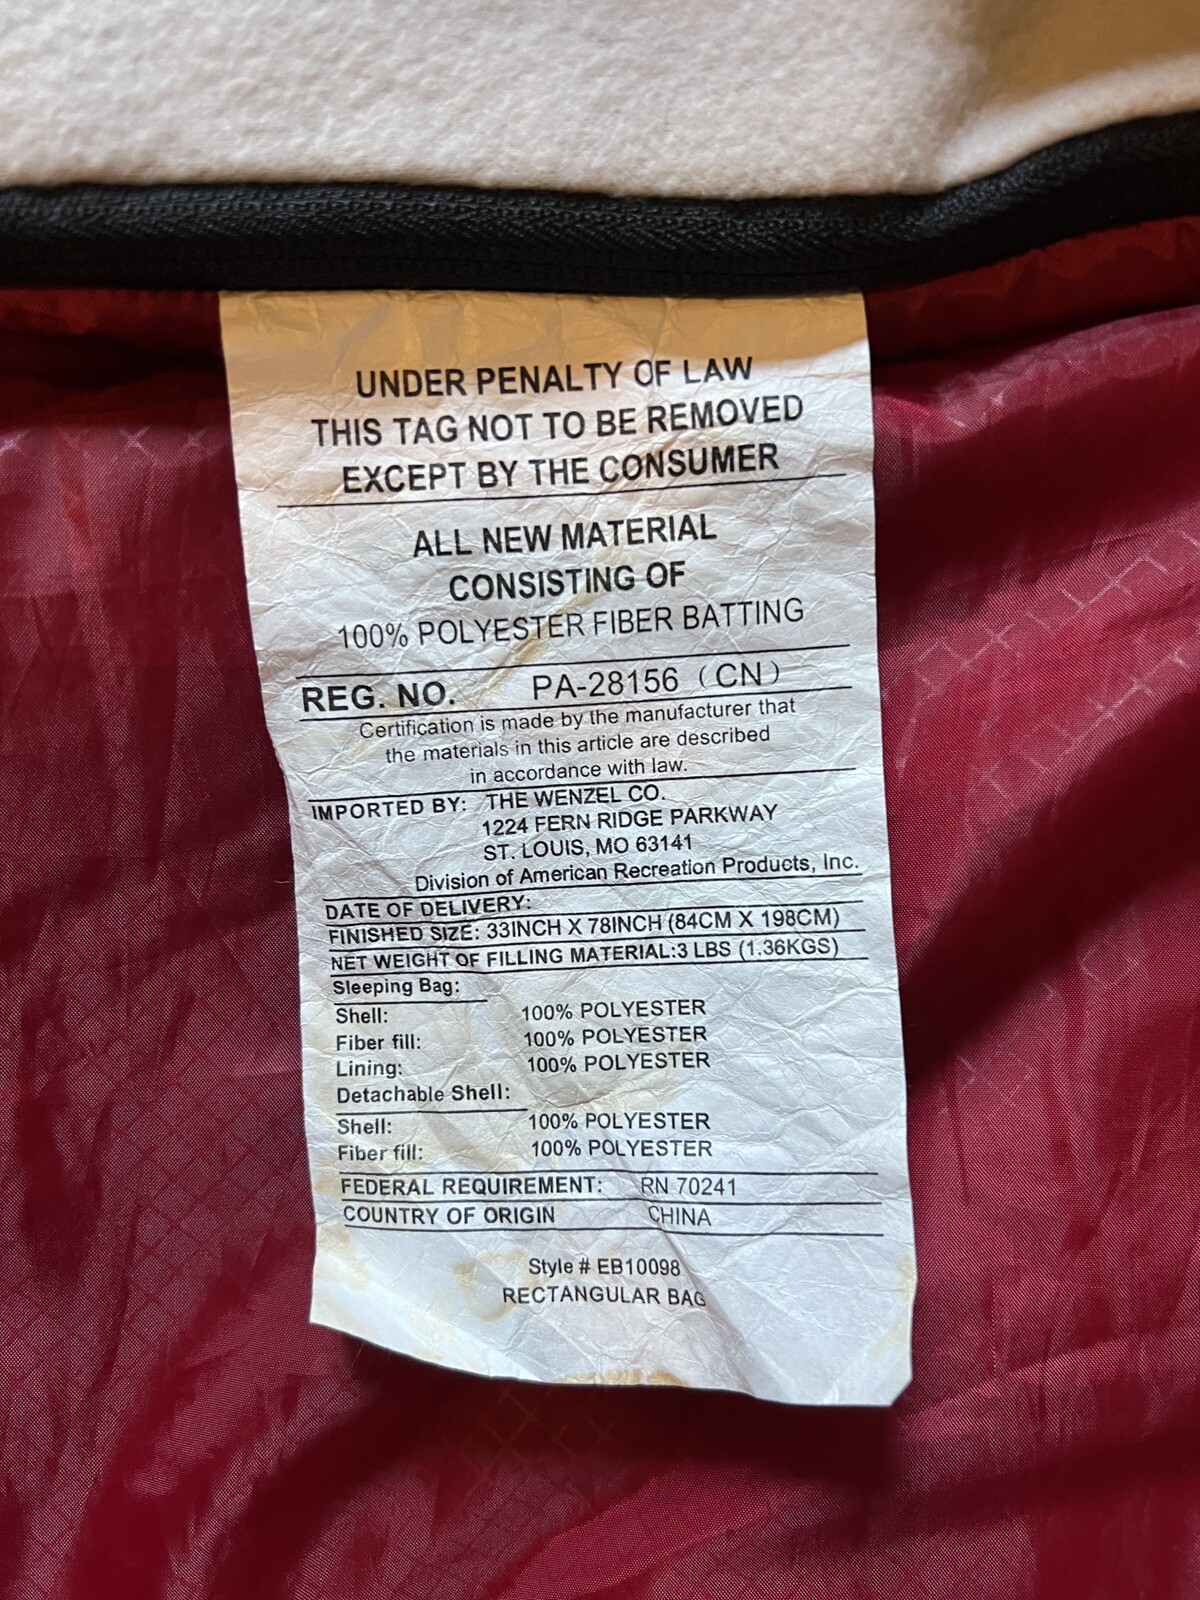 UNDER PENALTY OF LAW
THIS TAG NOT TO BE REMOVED
EXCEPT BY THE CONSUMER
ALL NEW MATERIAL
CONSISTING OF
100% POLYESTER FIBER BATTING
REG. NO. PA-28156 (CN)
Certification is made by the manufacturer that
the materials in this article are described
in accordance with law.
IMPORTED BY: THE WENZEL CO.
1224 FERN RIDGE PARKWAY
ST. LOUIS, MO 63141
Division of American Recreation Products, Inc.
DATE OF DELIVERY:
FINISHED SIZE: 33INCH X 78INCH (84CM X 198CM)
NET WEIGHT OF FILLING MATERIAL:3 LBS (1.36KGS)
Sleeping Bag:
Shell: 100% POLYESTER
Fiber fill: 100% POLYESTER
Lining: 100% POLYESTER
Detachable Shell:
Shell: 100% POLYESTER
Fiber fill: 100% POLYESTER
FEDERAL REQUIREMENT: RN 70241
COUNTRY OF ORIGIN CHINA
Style # EB10098
RECTANGULAR BAG